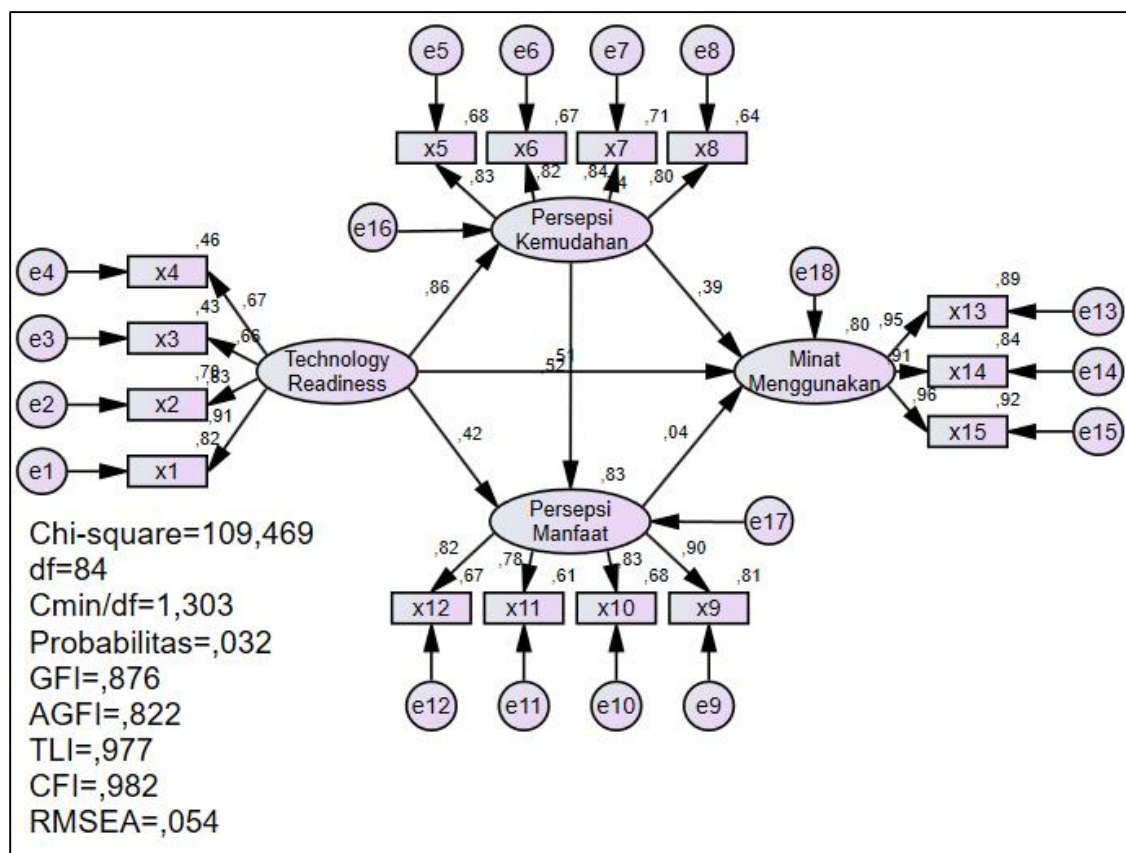 e5
e6
e7
e8
,68
,67
,71
,64
x5
x6
x7
x8
,83
,82
,84
,80
e16
Persepsi
Kemudahan
,46
e4
x4
,67
,43
e3
x3
,66
e2
x2
,83
,91
,82
e1
x1
Technology
Readiness
,86
,42
,51
,52
,39
,04
e18
,80
Minat
Menggunakan
,95
,91
,96
,89
x13
e13
,84
x14
e14
,92
x15
e15
,83
Persepsi
Manfaat
e17
,82
,78
,83
,90
,67
,61
,68
,81
x12
x11
x10
x9
e12
e11
e10
e9
Chi-square=109,469
df=84
Cmin/df=1,303
Probabilitas=,032
GFI=,876
AGFI=,822
TLI=,977
CFI=,982
RMSEA=,054